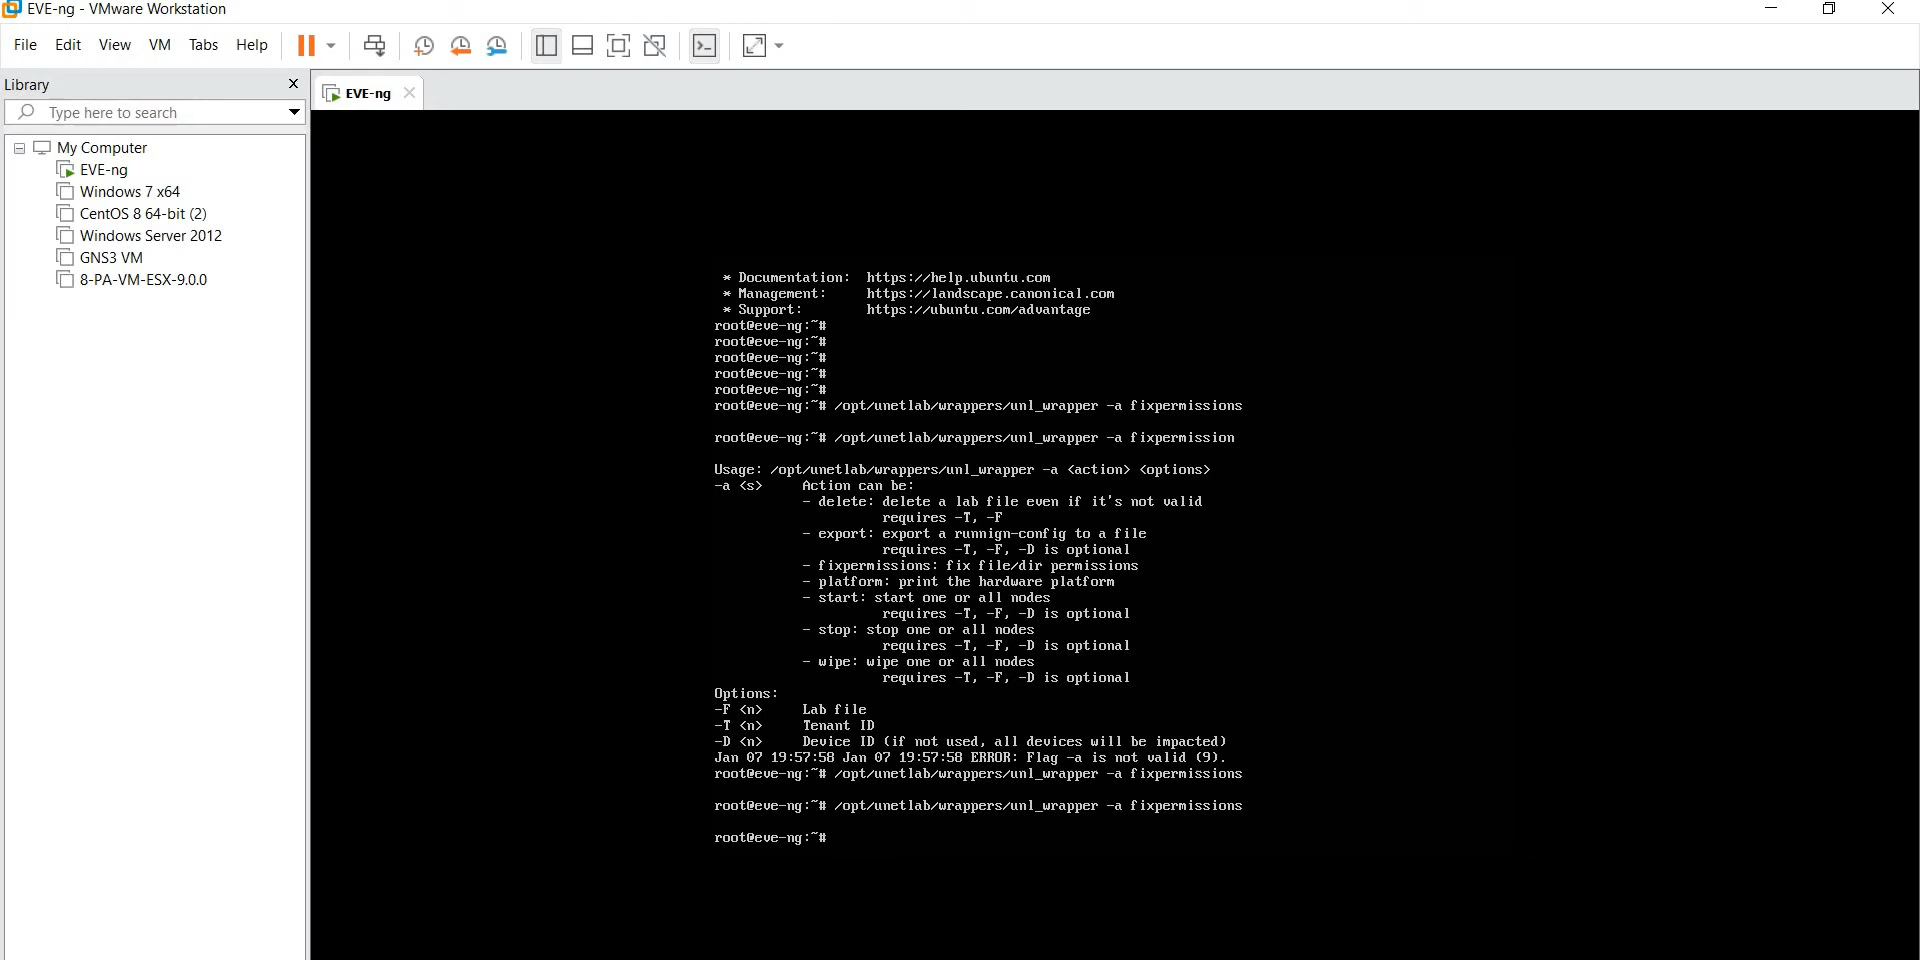 EVE-ng - VMware Workstation
File Edit View VM Tabs Help
Library
EVE-ng
Type here to search
My Computer
EVE-ng
Windows 7 x64
CentOS 8 64-bit (2)
Windows Server 2012
GNS3 VM
8-PA-VM-ESX-9.0.0
* Documentation: https://help.ubuntu.com
* Management: https://landscape.canonical.com
* Support: https://ubuntu.com/advantage
root@eve-ng:~#
root@eve-ng:~#
root@eve-ng:~#
root@eve-ng:~#
root@eve-ng:~#
root@eve-ng:~# /opt/unetlab/wrappers/unl_wrapper -a fixpermissions
root@eve-ng:~# /opt/unetlab/wrappers/unl_wrapper -a fixpermission
Usage: /opt/unetlab/wrappers/unl_wrapper -a <action> <options>
-a <s> Action can be:
- delete: delete a lab file even if it's not valid
requires -T, -F
- export: export a runnign-config to a file
requires -T, -F, -D is optional
- fixpermissions: fix file/dir permissions
- platform: print the hardware platform
- start: start one or all nodes
requires -T, -F, -D is optional
- stop: stop one or all nodes
requires -T, -F, -D is optional
- wipe: wipe one or all nodes
requires -T, -F, -D is optional
Options:
-F <n> Lab file
-T <n> Tenant ID
-D <n> Device ID (if not used, all devices will be impacted)
Jan 07 19:57:58 Jan 07 19:57:58 ERROR: Flag -a is not valid (9).
root@eve-ng:~# /opt/unetlab/wrappers/unl_wrapper -a fixpermissions
root@eve-ng:~# /opt/unetlab/wrappers/unl_wrapper -a fixpermissions
root@eve-ng:~#